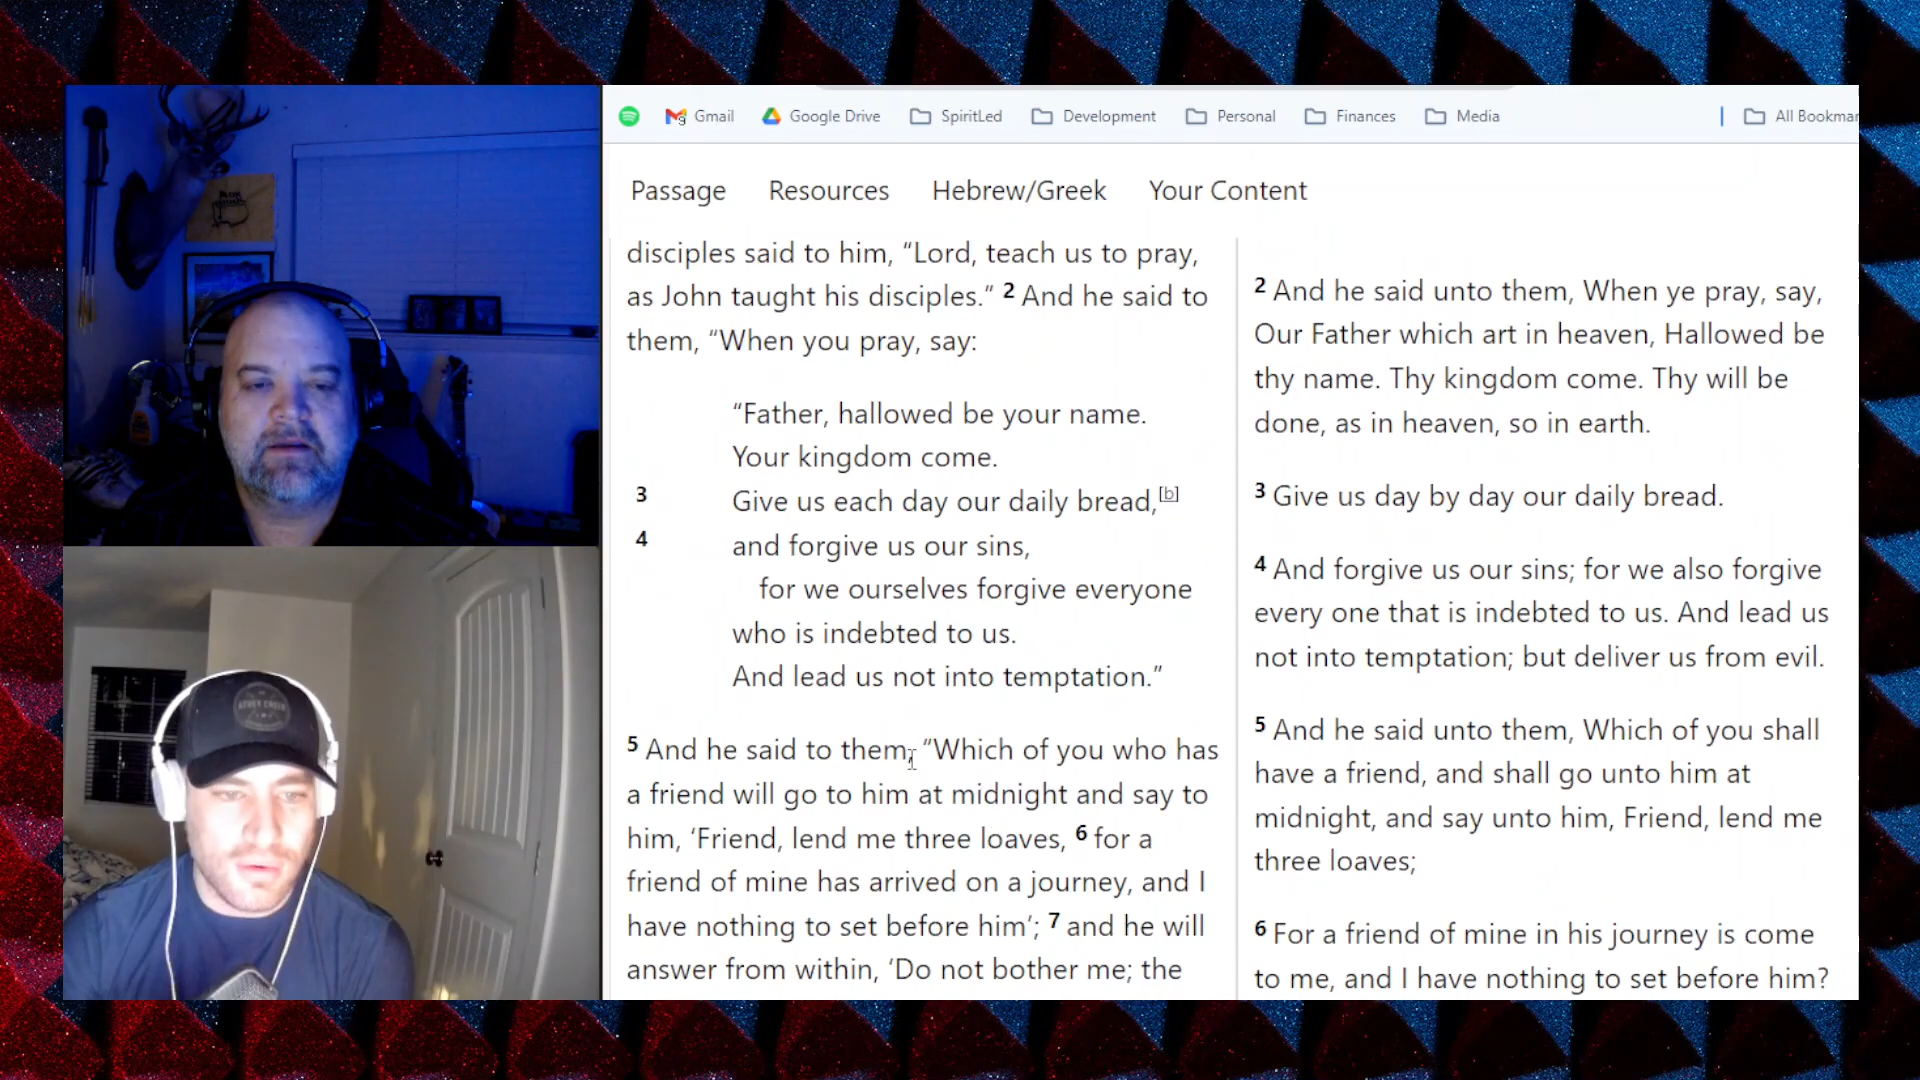 Gmail Google Drive SpiritLed Development Personal Finances Media All Bookmar
Passage Resources Hebrew/Greek Your Content
disciples said to him, “Lord, teach us to pray,
as John taught his disciples.” 2 And he said to
them, “When you pray, say:
“Father, hallowed be your name.
Your kingdom come.
3 Give us each day our daily bread,[b]
4 and forgive us our sins,
for we ourselves forgive everyone
who is indebted to us.
And lead us not into temptation.”
5 And he said to them, “Which of you who has
a friend will go to him at midnight and say to
him, ‘Friend, lend me three loaves, 6 for a
friend of mine has arrived on a journey, and I
have nothing to set before him’; 7 and he will
answer from within, ‘Do not bother me; the
2 And he said unto them, When ye pray, say,
Our Father which art in heaven, Hallowed be
thy name. Thy kingdom come. Thy will be
done, as in heaven, so in earth.
3 Give us day by day our daily bread.
4 And forgive us our sins; for we also forgive
every one that is indebted to us. And lead us
not into temptation; but deliver us from evil.
5 And he said unto them, Which of you shall
have a friend, and shall go unto him at
midnight, and say unto him, Friend, lend me
three loaves;
6 For a friend of mine in his journey is come
to me, and I have nothing to set before him?